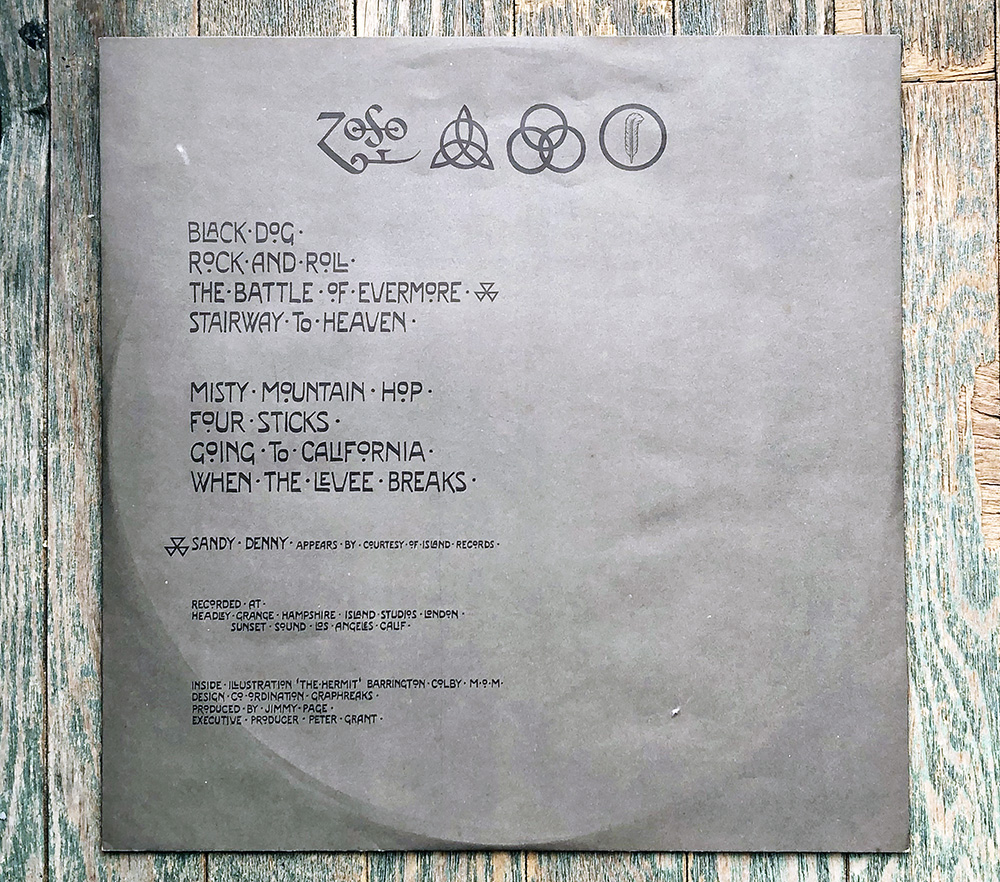 ZOSO
BLACK·DOG·
ROCK·AND·ROLL·
THE·BATTLE·OF·EVERMORE·
STAIRWAY·TO·HEAVEN·
MISTY·MOUNTAIN·HOP·
FOUR·STICKS·
GOING·TO·CALIFORNIA·
WHEN·THE·LEVEE·BREAKS·
SANDY·DENNY·APPEARS·BY·COURTESY·OF·ISLAND·RECORDS·
RECORDED·AT·
HEADLEY·GRANGE·HAMPSHIRE·ISLAND·STUDIOS·LONDON·
SUNSET·SOUND·LOS·ANGELES·CALIF·
INSIDE·ILLUSTRATION 'THE·HERMIT' BARRINGTON·COLBY·M·O·M·
DESIGN·CO·ORDINATION·GRAPHREAKS·
PRODUCED·BY·JIMMY·PAGE·
EXECUTIVE·PRODUCER·PETER·GRANT·